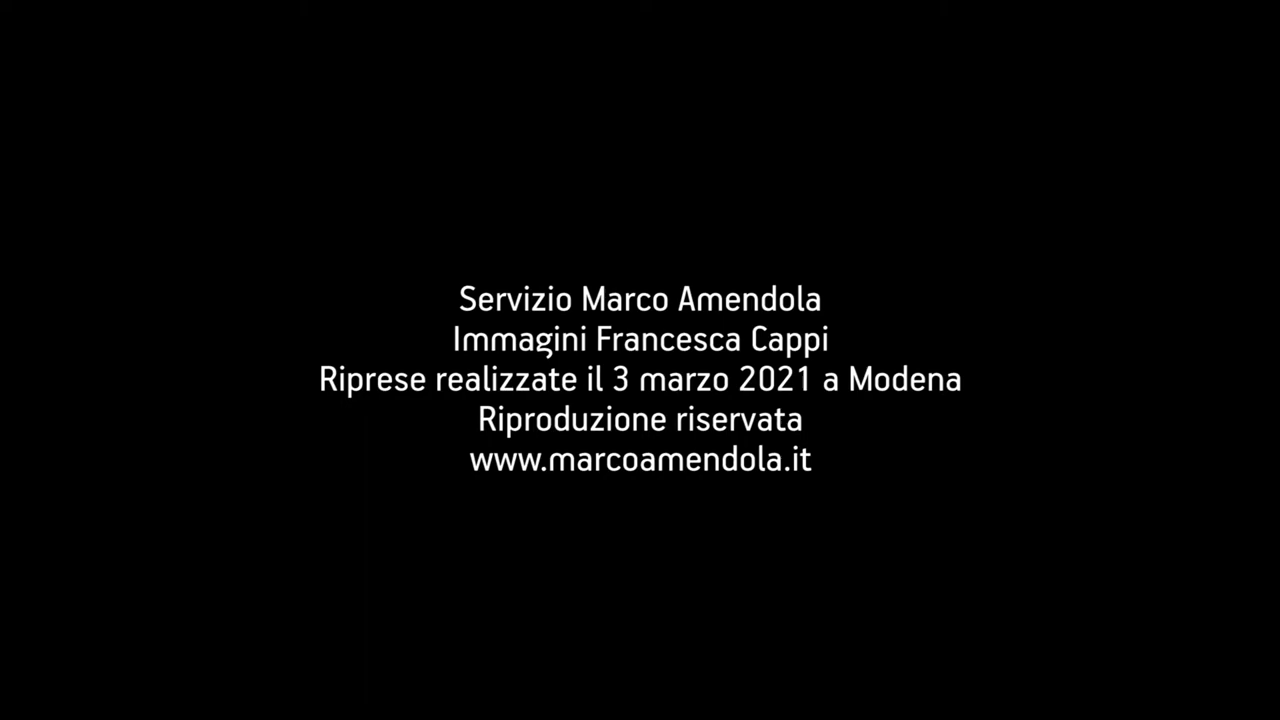 Servizio Marco Amendola
Immagini Francesca Cappi
Riprese realizzate il 3 marzo 2021 a Modena
Riproduzione riservata
www.marcoamendola.it